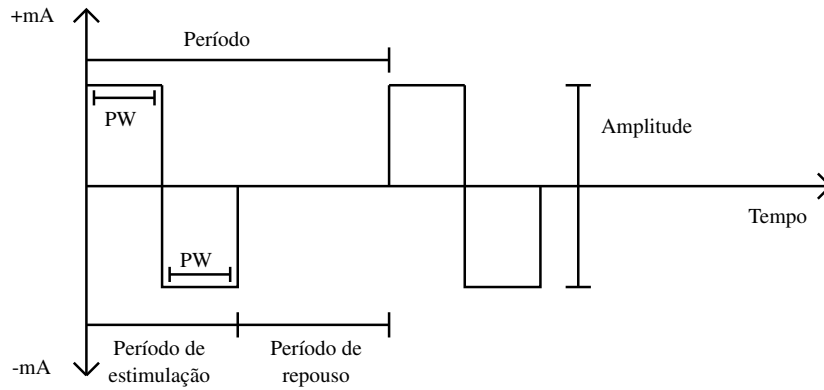 +mA
Período
PW
Amplitude
Tempo
PW
Período de
estimulação
Período de
repouso
-mA